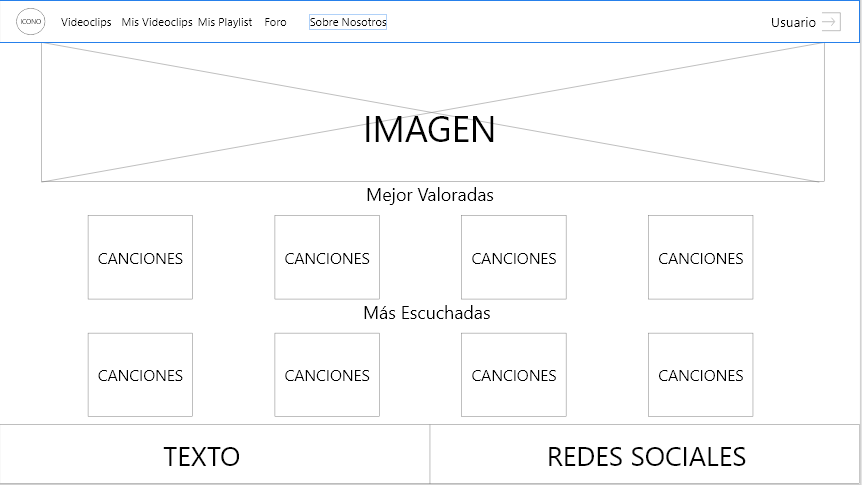 ICONO Videoclips Mis Videoclips Mis Playlist Foro Sobre Nosotros Usuario
IMAGEN
Mejor Valoradas
CANCIONES CANCIONES CANCIONES CANCIONES
Más Escuchadas
CANCIONES CANCIONES CANCIONES CANCIONES
TEXTO REDES SOCIALES